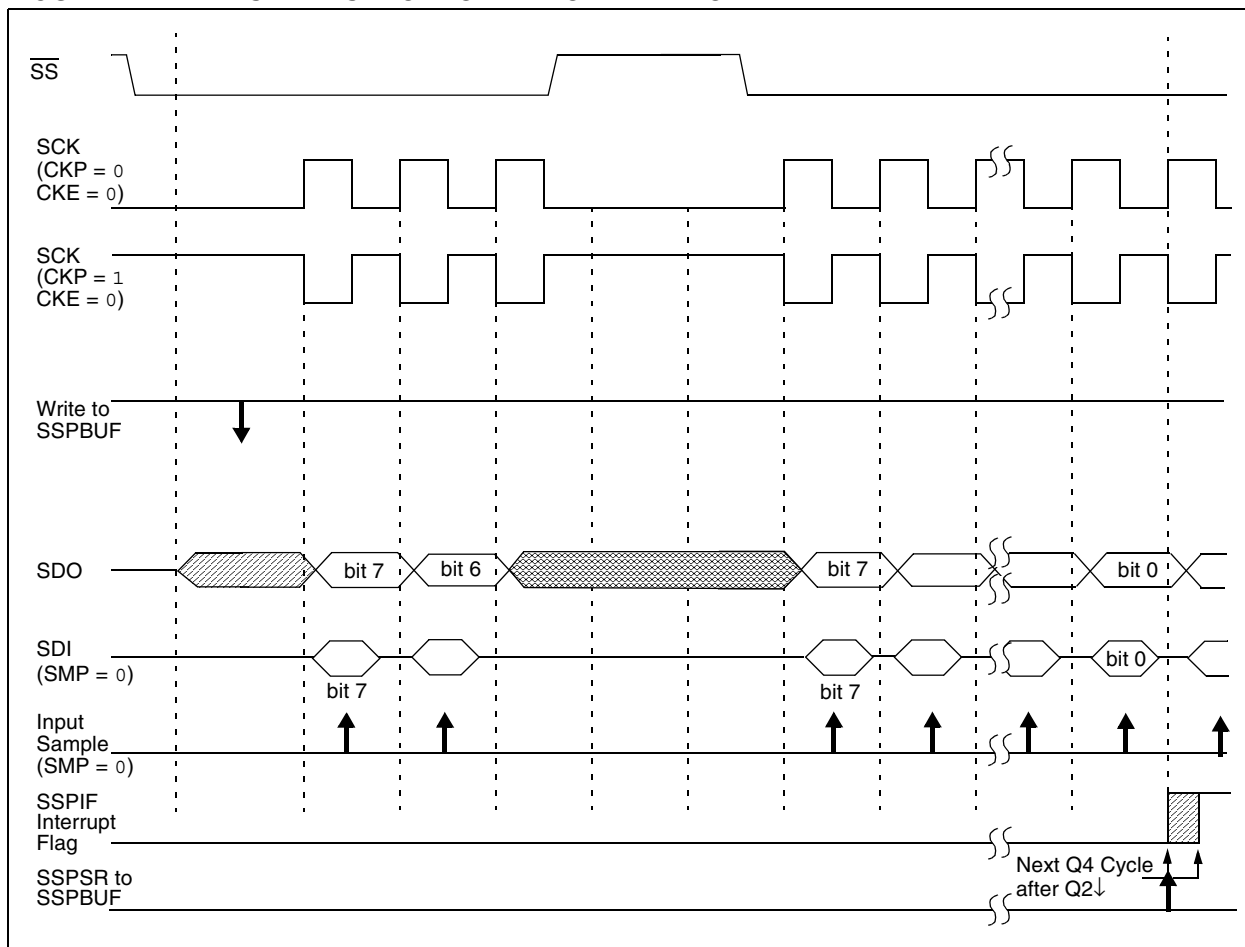 SS
SCK
(CKP = 0
CKE = 0)
SCK
(CKP = 1
CKE = 0)
Write to
SSPBUF
SDO
bit 7
bit 6
bit 7
bit 0
SDI
(SMP = 0)
bit 0
bit 7
bit 7
Input
Sample
(SMP = 0)
SSPIF
Interrupt
Flag
Next Q4 Cycle
after Q2↓
SSPSR to
SSPBUF